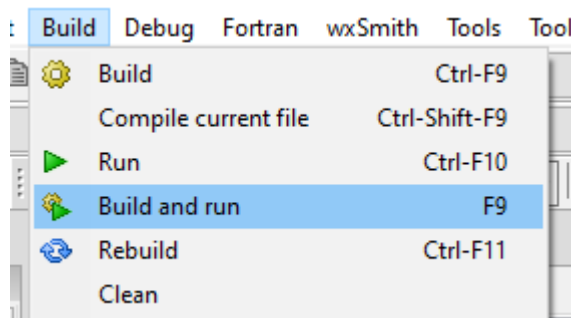 Build Debug Fortran wxSmith Tools Tool
Build Ctrl-F9
Compile current file Ctrl-Shift-F9
Run Ctrl-F10
Build and run F9
Rebuild Ctrl-F11
Clean